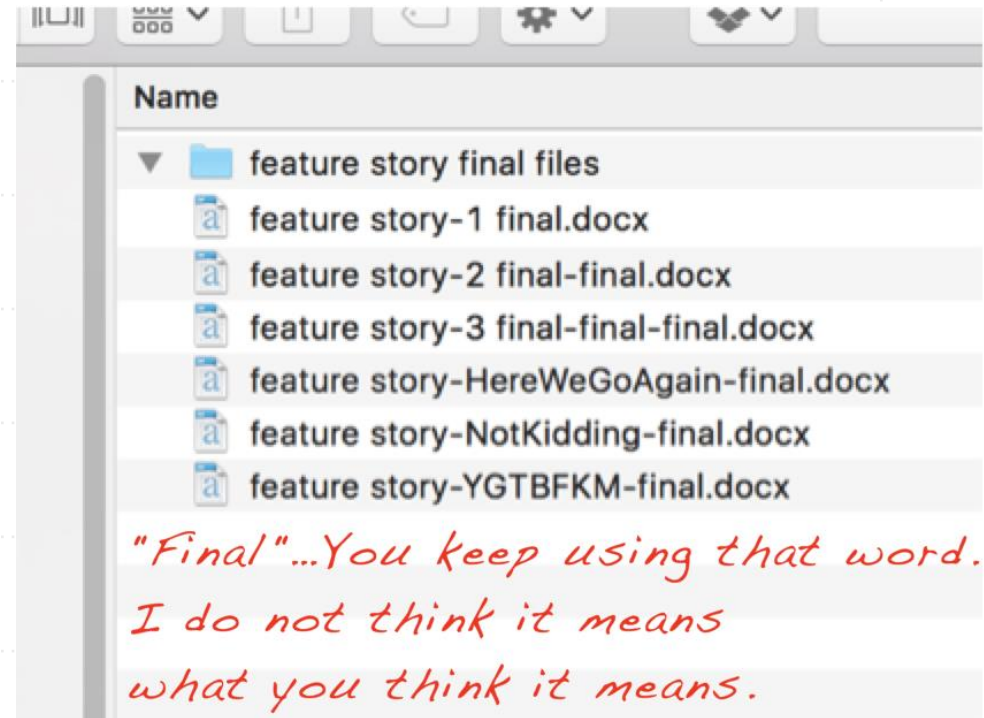 Name
feature story final files
feature story-1 final.docx
feature story-2 final-final.docx
feature story-3 final-final-final.docx
feature story-HereWeGoAgain-final.docx
feature story-NotKidding-final.docx
feature story-YGTBFKM-final.docx
"Final"...You keep using that word.
I do not think it means
what you think it means.